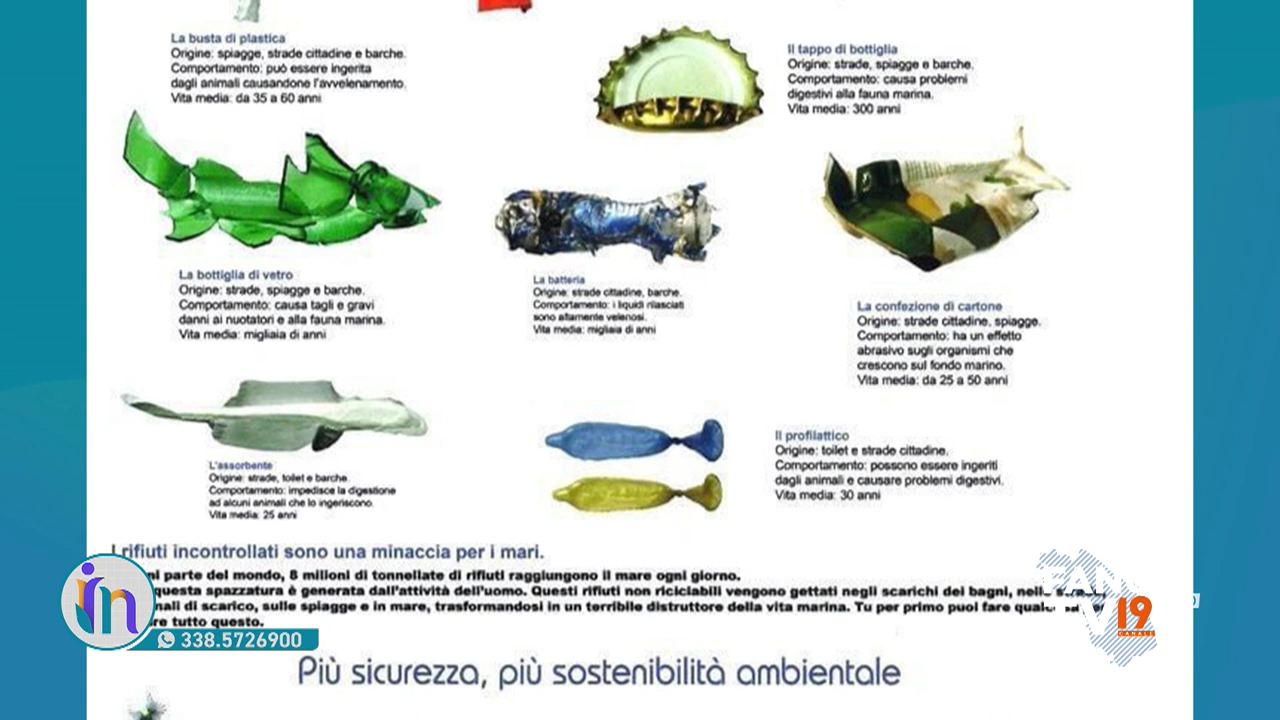 La busta di plastica
Origine: spiagge, strade cittadine e barche.
Comportamento: può essere ingerita
dagli animali causandone l'avvelenamento.
Vita media: da 35 a 60 anni
Il tappo di bottiglia
Origine: strade, spiagge e barche.
Comportamento: causa problemi
digestivi alla fauna marina.
Vita media: 300 anni
La bottiglia di vetro
Origine: strade, spiagge e barche.
Comportamento: causa tagli e gravi
danni ai nuotatori e alla fauna marina.
Vita media: migliaia di anni
La batteria
Origine: strade cittadine, barche.
Comportamento: i liquidi rilasciati
sono altamente velenosi.
Vita media: migliaia di anni
La confezione di cartone
Origine: strade cittadine, spiagge.
Comportamento: ha un effetto
abrasivo sugli organismi che
crescono sul fondo marino.
Vita media: da 25 a 50 anni
L'assorbente
Origine: strade, toilet e barche.
Comportamento: impedisce la digestione
ad alcuni animali che lo ingeriscono.
Vita media: 25 anni
Il profilattico
Origine: toilet e strade cittadine.
Comportamento: possono essere ingeriti
dagli animali e causare problemi digestivi.
Vita media: 30 anni
I rifiuti incontrollati sono una minaccia per i mari.
ni parte del mondo, 8 milioni di tonnellate di rifiuti raggiungono il mare ogni giorno.
questa spazzatura è generata dall'attività dell'uomo. Questi rifiuti non riciclabili vengono gettati negli scarichi dei bagni,
nali di scarico, sulle spiagge e in mare, trasformandosi in un terribile distruttore della vita marina. Tu per primo puoi fare
re tutto questo.
in
338.5726900
FANO
TV
19
CANALE
Più sicurezza, più sostenibilità ambientale